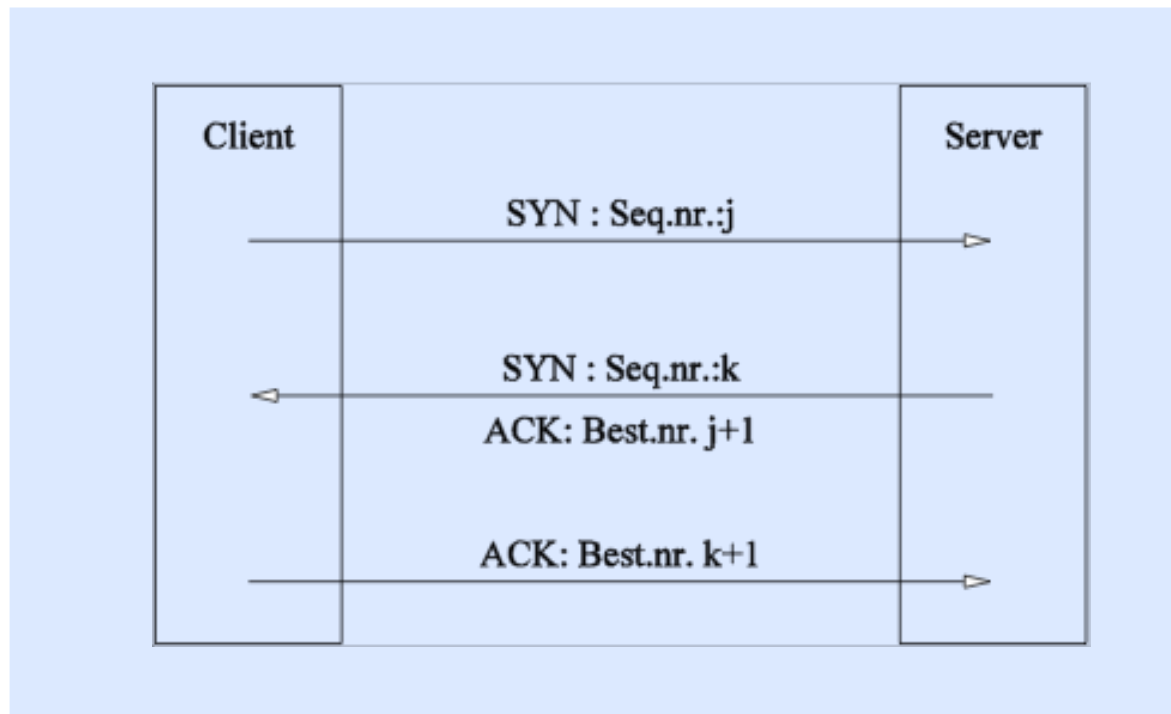 Client
Server
SYN : Seq.nr.:j
SYN : Seq.nr.:k
ACK: Best.nr. j+1
ACK: Best.nr. k+1